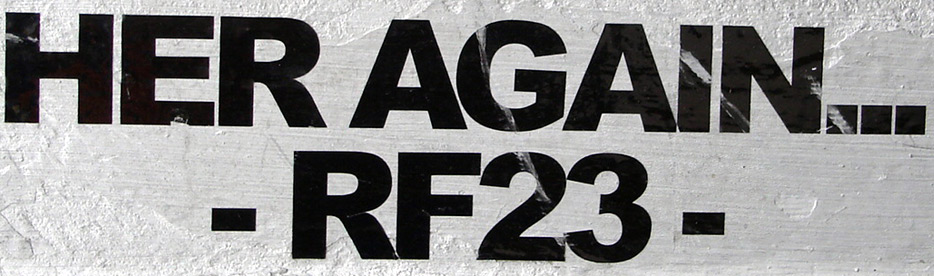 HER AGAIN...
- RF23 -